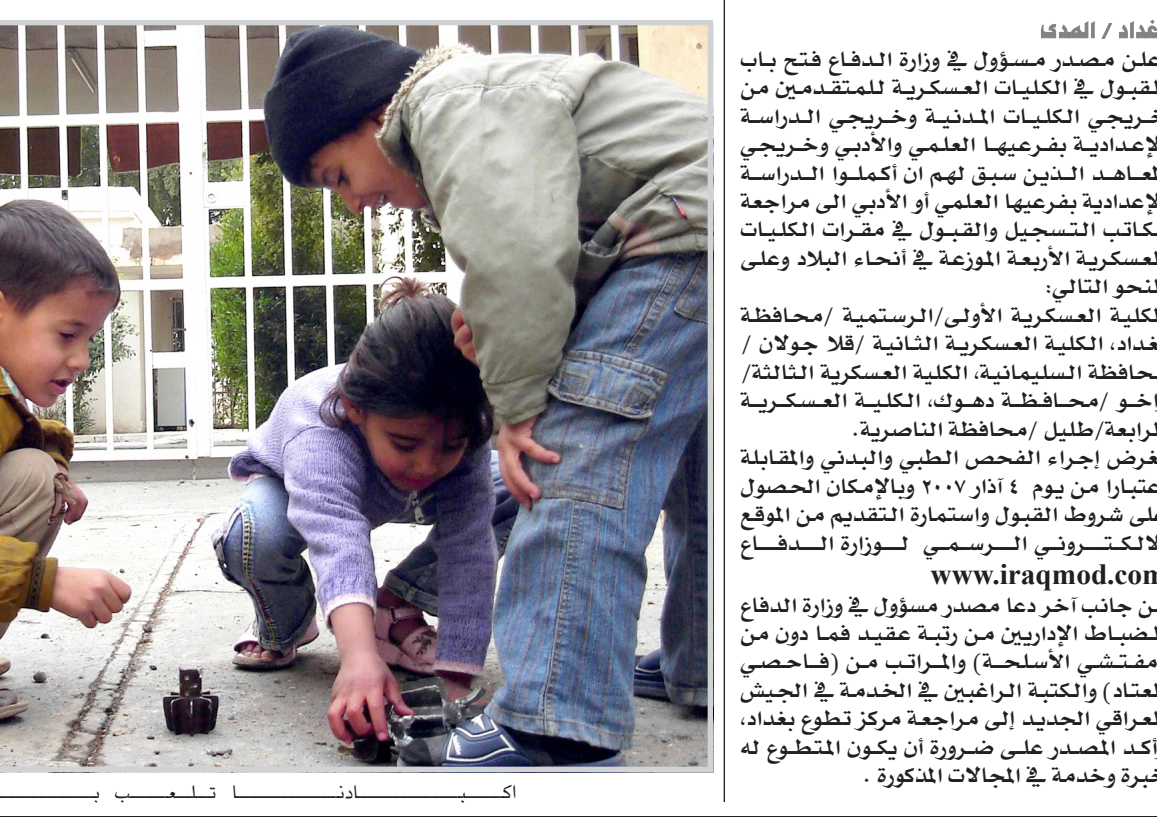 غداد / المدى
علن مصدر مسؤول في وزارة الدفاع فتح باب
لقبول في الكليات العسكرية للمتقدمين من
خريجي الكليات المدنية وخريجي الدراسة
لإعدادية بفرعيها العلمي والأدبي وخريجي
لعاهد الذين سبق لهم ان أكملوا الدراسة
لإعدادية بفرعيها العلمي أو الأدبي الى مراجعة
كاتب التسجيل والقبول في مقرات الكليات
لعسكرية الأربعة الموزعة في أنحاء البلاد وعلى
لنحو التالي:
لكلية العسكرية الأولى/الرستمية /محافظة
غداد، الكلية العسكرية الثانية /قلا جولان /
حافظة السليمانية، الكلية العسكرية الثالثة/
اخو /محافظة دهوك، الكلية العسكرية
لرابعة/طليل /محافظة الناصرية.
غرض إجراء الفحص الطبي والبدني والمقابلة
عتبارا من يوم ٤ آذار ٢٠٠٧ وبالإمكان الحصول
على شروط القبول واستمارة التقديم من الموقع
لالكتروني الرسمي لوزارة الدفاع
www.iraqmod.com
ن جانب آخر دعا مصدر مسؤول في وزارة الدفاع
لضباط الإداريين من رتبة عقيد فما دون من
مفتشي الأسلحة) والمراتب من (فاحصي
لعتاد) والكتبة الراغبين في الخدمة في الجيش
لعراقي الجديد إلى مراجعة مركز تطوع بغداد،
أكد المصدر على ضرورة أن يكون المتطوع له
خبرة وخدمة في المجالات المذكورة .
اكبادنا تلعب بـ